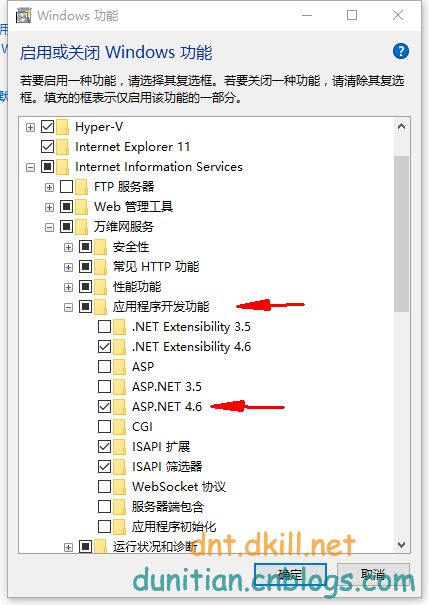 Windows 功能
启用或关闭 Windows 功能
若要启用一种功能，请选择其复选框。若要关闭一种功能，请清除其复选
框。填充的框表示仅启用该功能的一部分。
Hyper-V
Internet Explorer 11
Internet Information Services
FTP 服务器
Web 管理工具
万维网服务
安全性
常见 HTTP 功能
性能功能
应用程序开发功能
.NET Extensibility 3.5
.NET Extensibility 4.6
ASP
ASP.NET 3.5
ASP.NET 4.6
CGI
ISAPI 扩展
ISAPI 筛选器
WebSocket 协议
服务器端包含
应用程序初始化
运行状况和诊断
dnt.dkill.net
确定
取消
dunitian.cnblogs.com